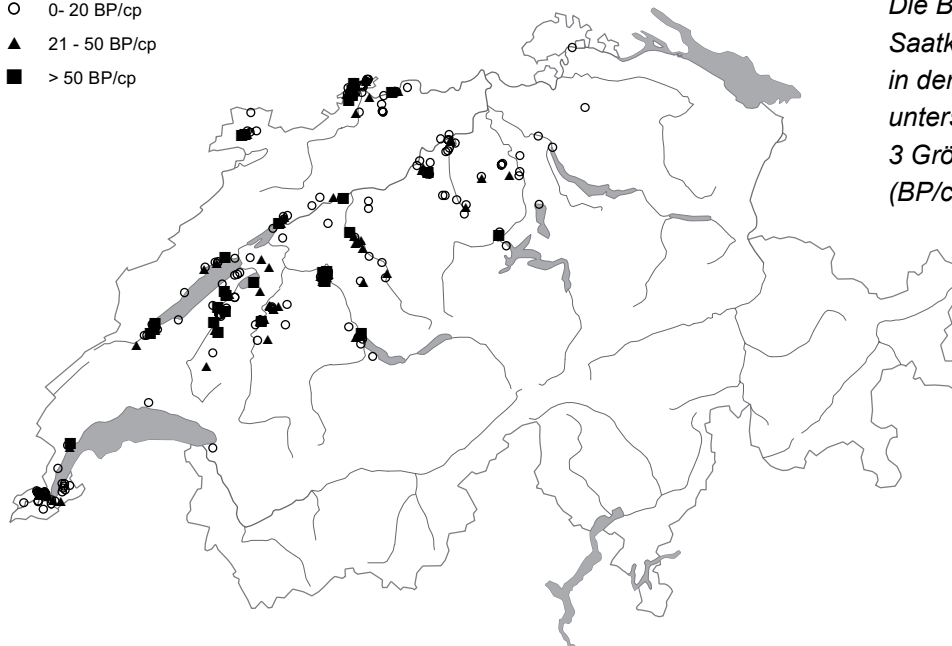 0- 20 BP/cp
21 - 50 BP/cp
> 50 BP/cp
Die B
Saatk
in der
unters
3 Grö
(BP/c